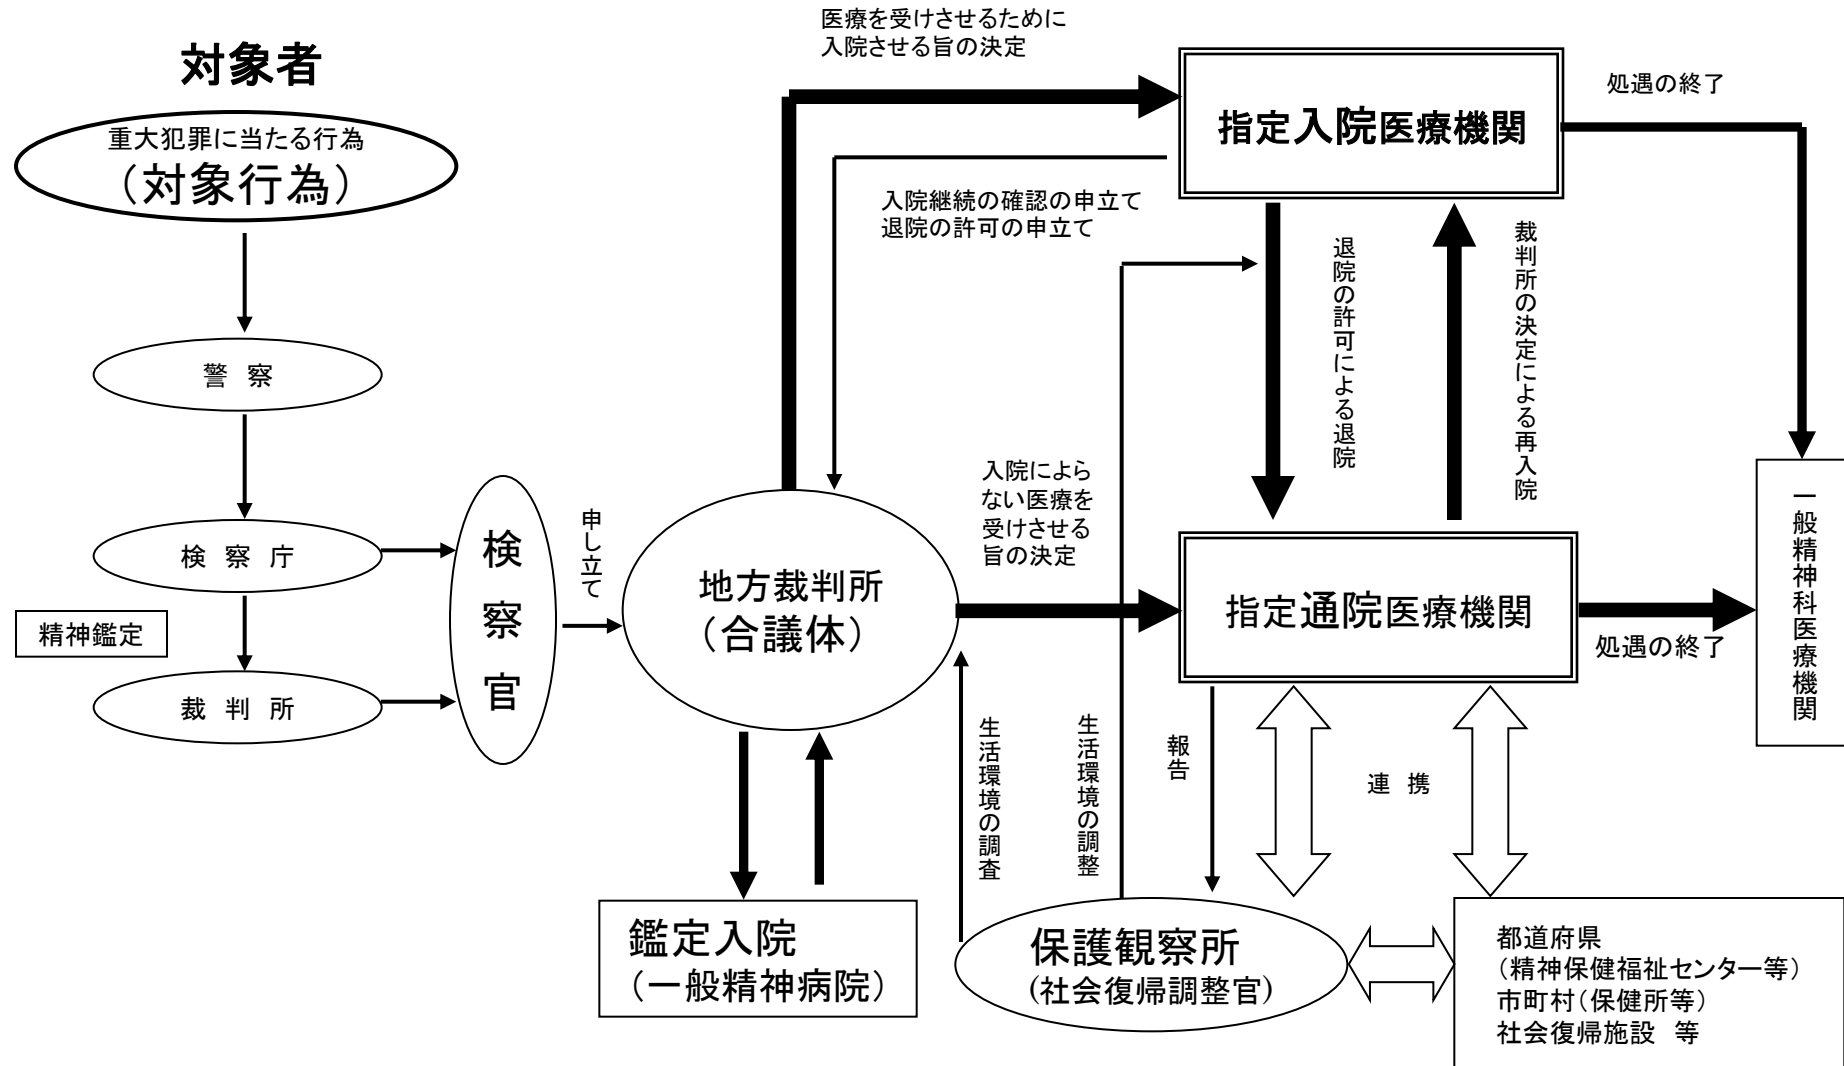 対象者
重大犯罪に当たる行為
（対象行為）
警　察
検　察　庁
精神鑑定
裁　判　所
検察官
申し立て
地方裁判所
（合議体）
鑑定入院
（一般精神病院）
医療を受けさせるために
入院させる旨の決定
指定入院医療機関
処遇の終了
入院継続の確認の申立て
退院の許可の申立て
退院の許可による退院
裁判所の決定による再入院
入院によら
ない医療を
受けさせる
旨の決定
指定通院医療機関
処遇の終了
一般精神科医療機関
生活環境の調査
生活環境の調整
報告
連　携
保護観察所
（社会復帰調整官）
都道府県
（精神保健福祉センター等）
市町村（保健所等）
社会復帰施設　等